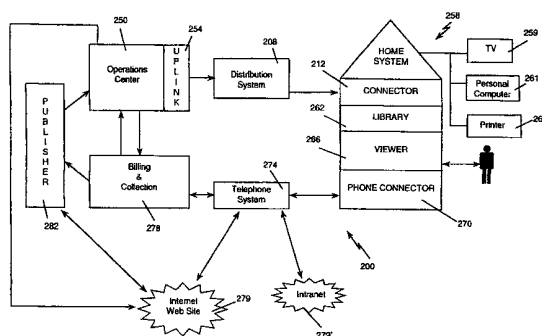 250
254
208
258
259
HOME
SYSTEM
TV
Operations
Center
UPLINK
Distribution
System
212
CONNECTOR
Personal
Computer
261
PUBLISHER
262
LIBRARY
Printer
266
VIEWER
Billing
&
Collection
278
274
Telephone
System
PHONE CONNECTOR
270
282
200
Internet
Web Site
279
Intranet
279'